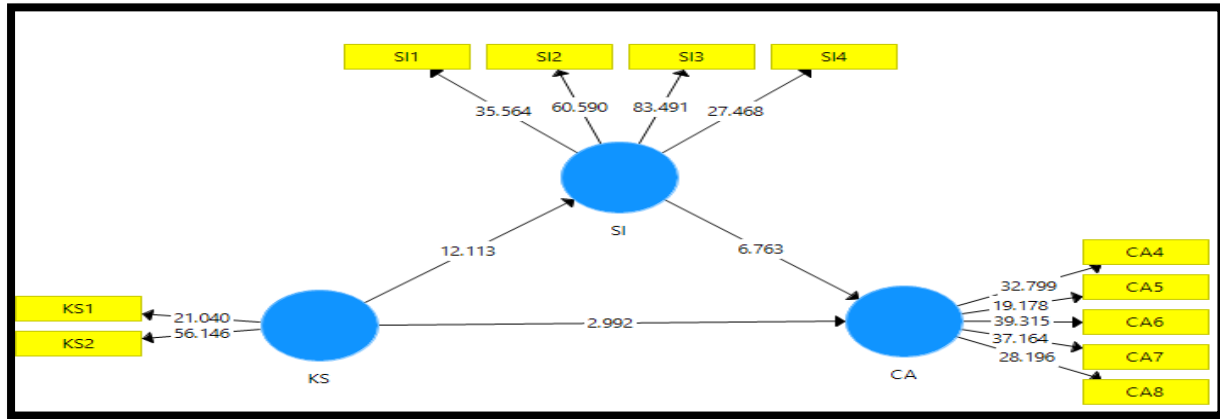 SI1 SI2 SI3 SI4
35.564 60.590 83.491 27.468
SI
12.113 6.763
KS1
KS2
21.040
56.146
KS
2.992
CA
32.799
19.178
39.315
37.164
28.196
CA4
CA5
CA6
CA7
CA8